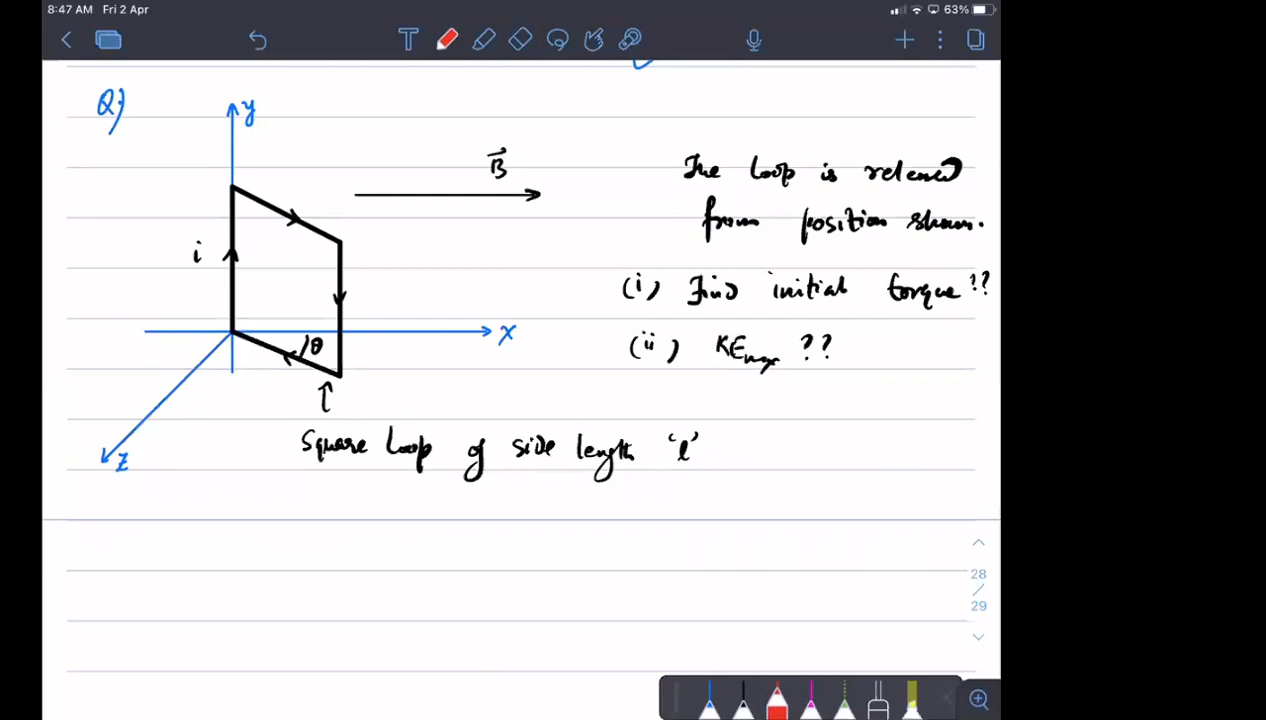 8:47 AM Fri 2 Apr
63%
T
Q)
y
B
The Loop is released
from position shown.
i
(i) Find initial torque??
θ
x
(ii) KEmax ??
z
Square Loop of side length 'l'
28
/
29